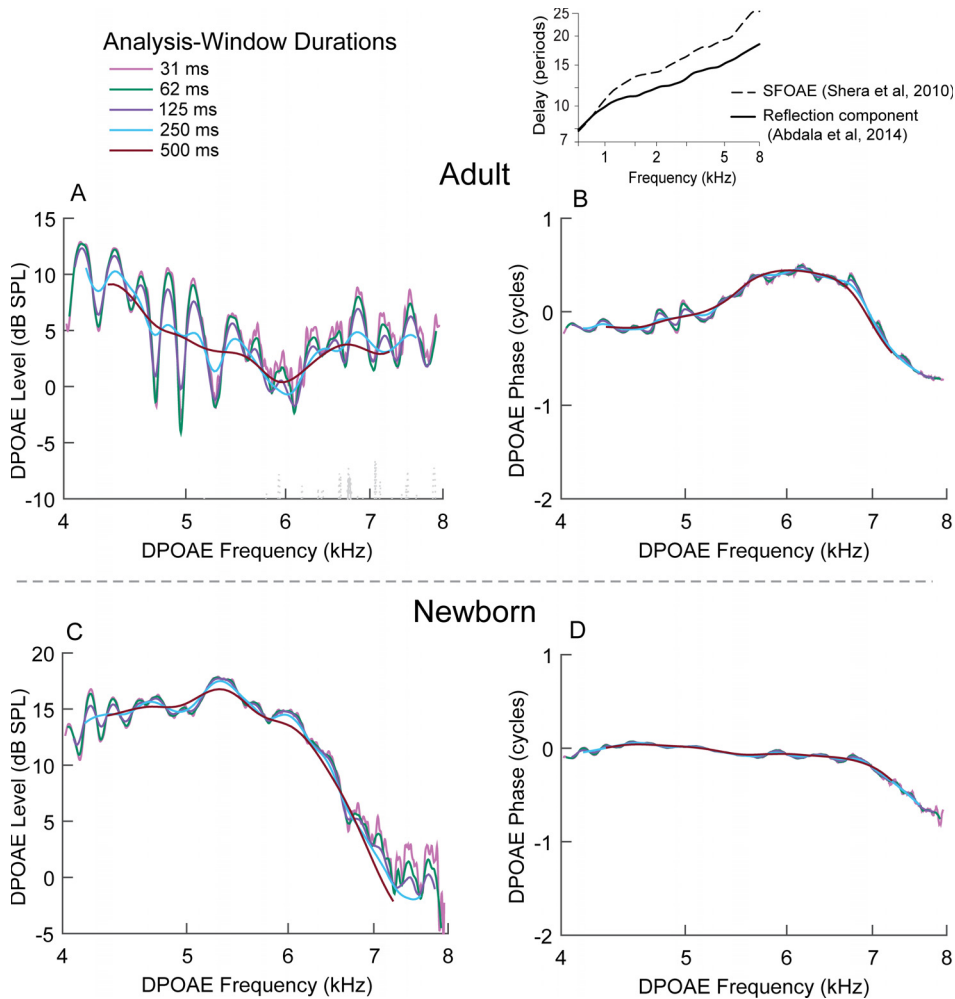 Analysis-Window Durations
31 ms
62 ms
125 ms
250 ms
500 ms
25
20
15
10
7
Delay (periods)
1
2
5
8
Frequency (kHz)
SFOAE (Shera et al, 2010)
Reflection component
(Abdala et al, 2014)
Adult
A
15
10
5
0
-5
-10
DPOAE Level (dB SPL)
4
5
6
7
8
DPOAE Frequency (kHz)
B
1
0
-1
-2
DPOAE Phase (cycles)
4
5
6
7
8
DPOAE Frequency (kHz)
Newborn
C
20
15
10
5
0
-5
DPOAE Level (dB SPL)
4
5
6
7
8
DPOAE Frequency (kHz)
D
1
0
-1
-2
DPOAE Phase (cycles)
4
5
6
7
8
DPOAE Frequency (kHz)